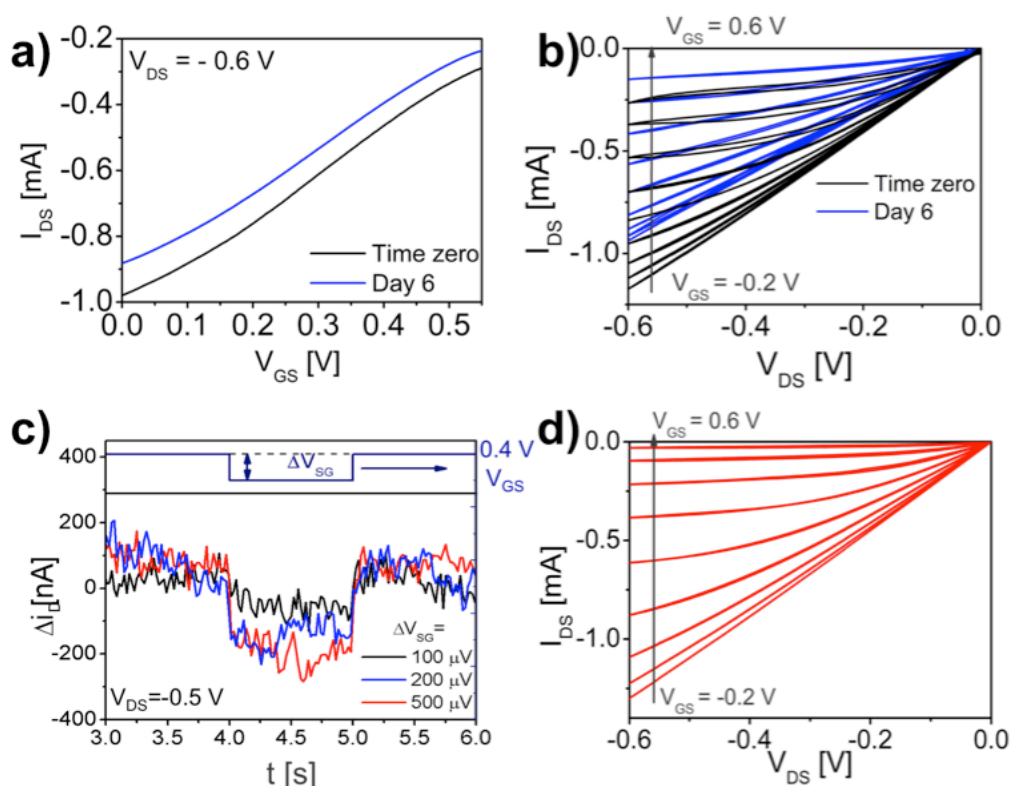 a)
V_DS = - 0.6 V
-0.2
-0.4
-0.6
-0.8
-1.0
I_DS [mA]
Time zero
Day 6
0.0 0.1 0.2 0.3 0.4 0.5
V_GS [V]
b)
V_GS = 0.6 V
0.0
-0.5
-1.0
I_DS [mA]
Time zero
Day 6
V_GS = -0.2 V
-0.6 -0.4 -0.2 0.0
V_DS [V]
c)
0.4 V
V_GS
ΔV_SG
400
200
0
-200
-400
Δi_D[nA]
ΔV_SG=
100 μV
200 μV
500 μV
V_DS=-0.5 V
3.0 3.5 4.0 4.5 5.0 5.5 6.0
t [s]
d)
V_GS = 0.6 V
0.0
-0.5
-1.0
I_DS [mA]
V_GS = -0.2 V
-0.6 -0.4 -0.2 0.0
V_DS [V]